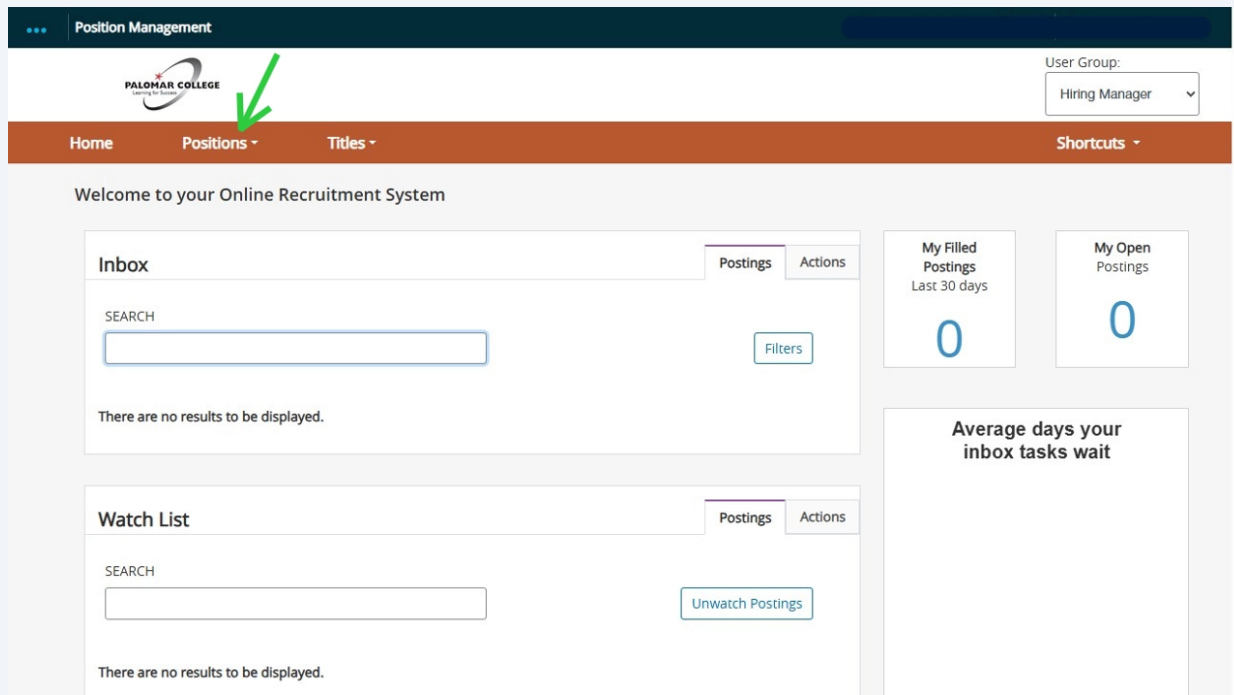 Position Management
PALOMAR COLLEGE
Learning for Success
User Group:
Hiring Manager
Home Positions Titles Shortcuts
Welcome to your Online Recruitment System
Inbox
Postings Actions
SEARCH
Filters
There are no results to be displayed.
My Filled
Postings
Last 30 days
0
My Open
Postings
0
Average days your
inbox tasks wait
Watch List
Postings Actions
SEARCH
Unwatch Postings
There are no results to be displayed.